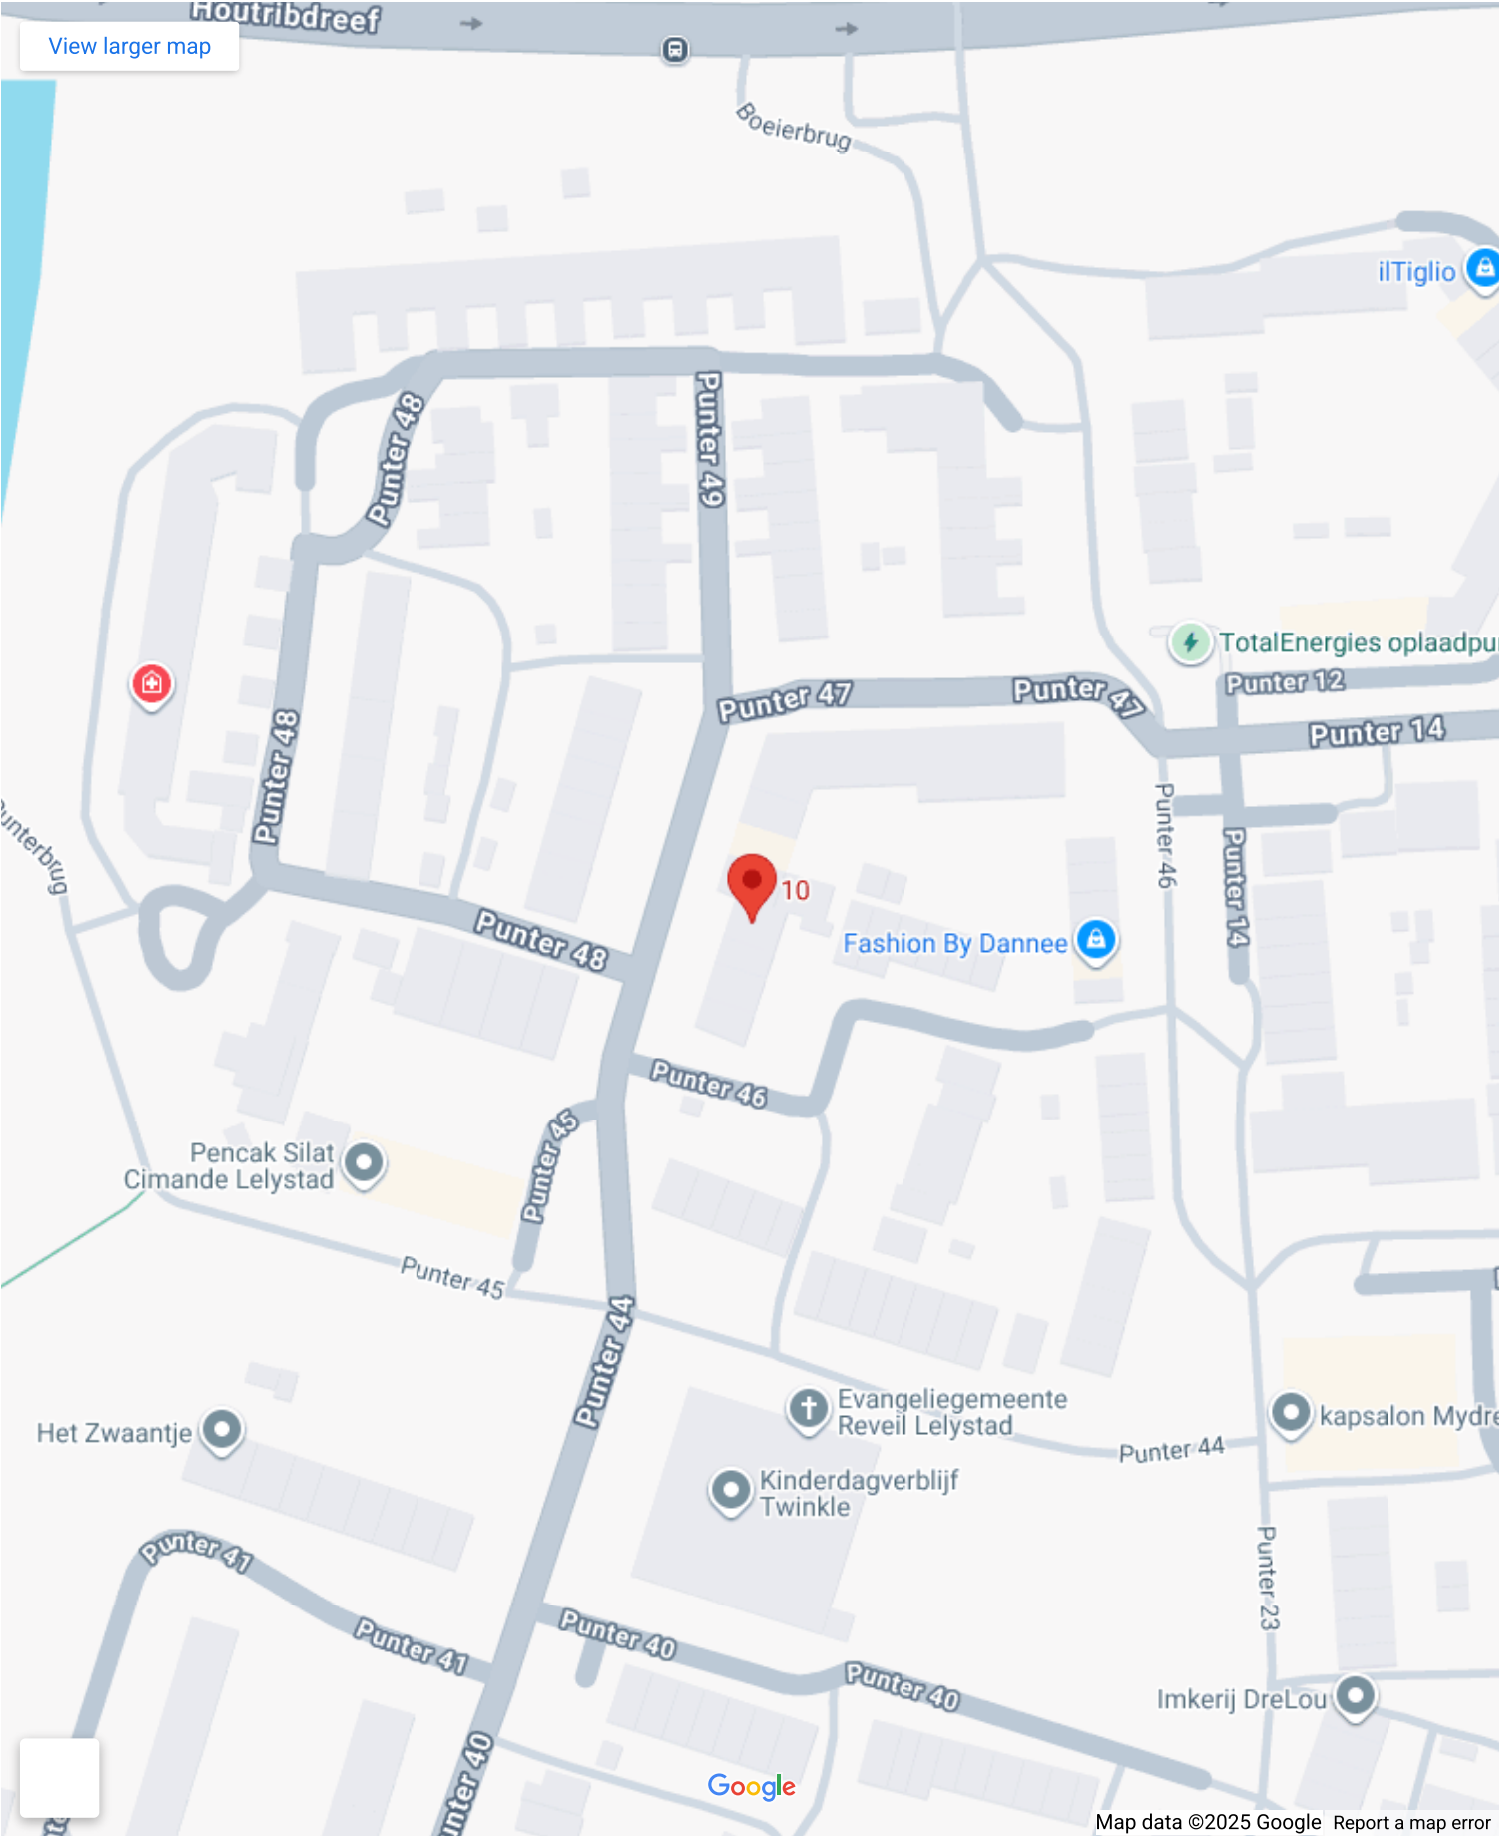 Houtribdreef
View larger map
Boeierbrug
ilTiglio
Punter 48
Punter 49
TotalEnergies oplaadpu
Punter 12
Punter 47
Punter 47
Punter 14
Punter 48
Punter 46
Punter 14
unterbrug
10
Punter 48
Fashion By Dannee
Punter 46
Punter 45
Pencak Silat
Cimande Lelystad
Punter 45
Punter 44
Evangeliegemeente
Reveil Lelystad
kapsalon Mydre
Het Zwaantje
Punter 44
Kinderdagverblijf
Twinkle
Punter 41
Punter 23
Punter 41
Punter 40
Punter 40
Imkerij DreLou
unter 40
Google
Map data ©2025 Google
Report a map error